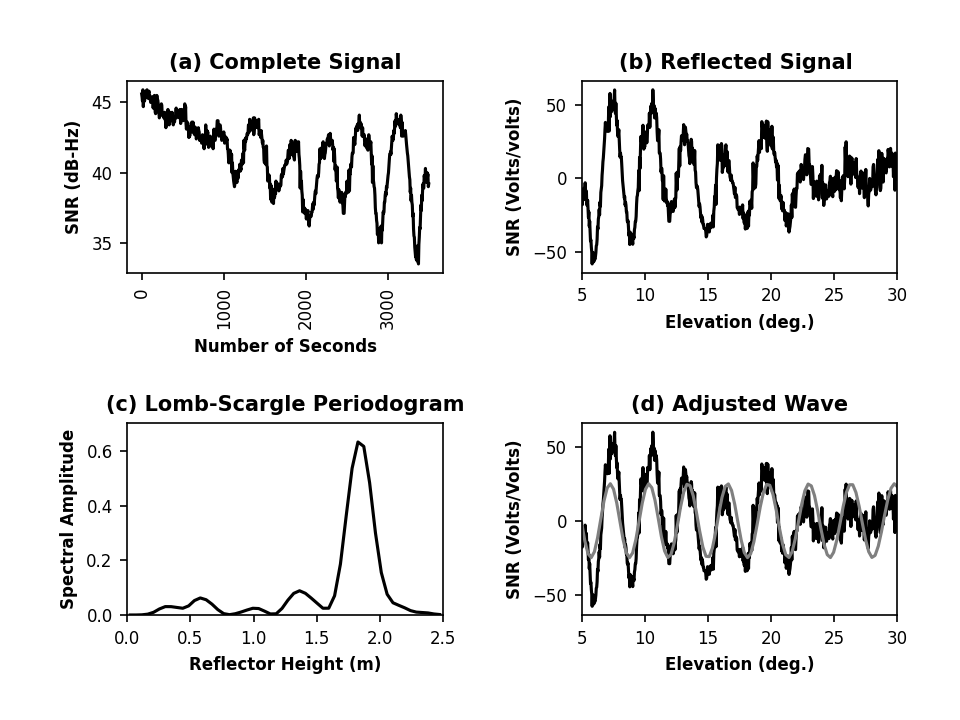 (a) Complete Signal
45
40
35
SNR (dB-Hz)
0
1000
2000
3000
Number of Seconds
(b) Reflected Signal
50
0
−50
SNR (Volts/volts)
5 10 15 20 25 30
Elevation (deg.)
(c) Lomb-Scargle Periodogram
0.6
0.4
0.2
0.0
Spectral Amplitude
0.0 0.5 1.0 1.5 2.0 2.5
Reflector Height (m)
(d) Adjusted Wave
50
0
−50
SNR (Volts/Volts)
5 10 15 20 25 30
Elevation (deg.)